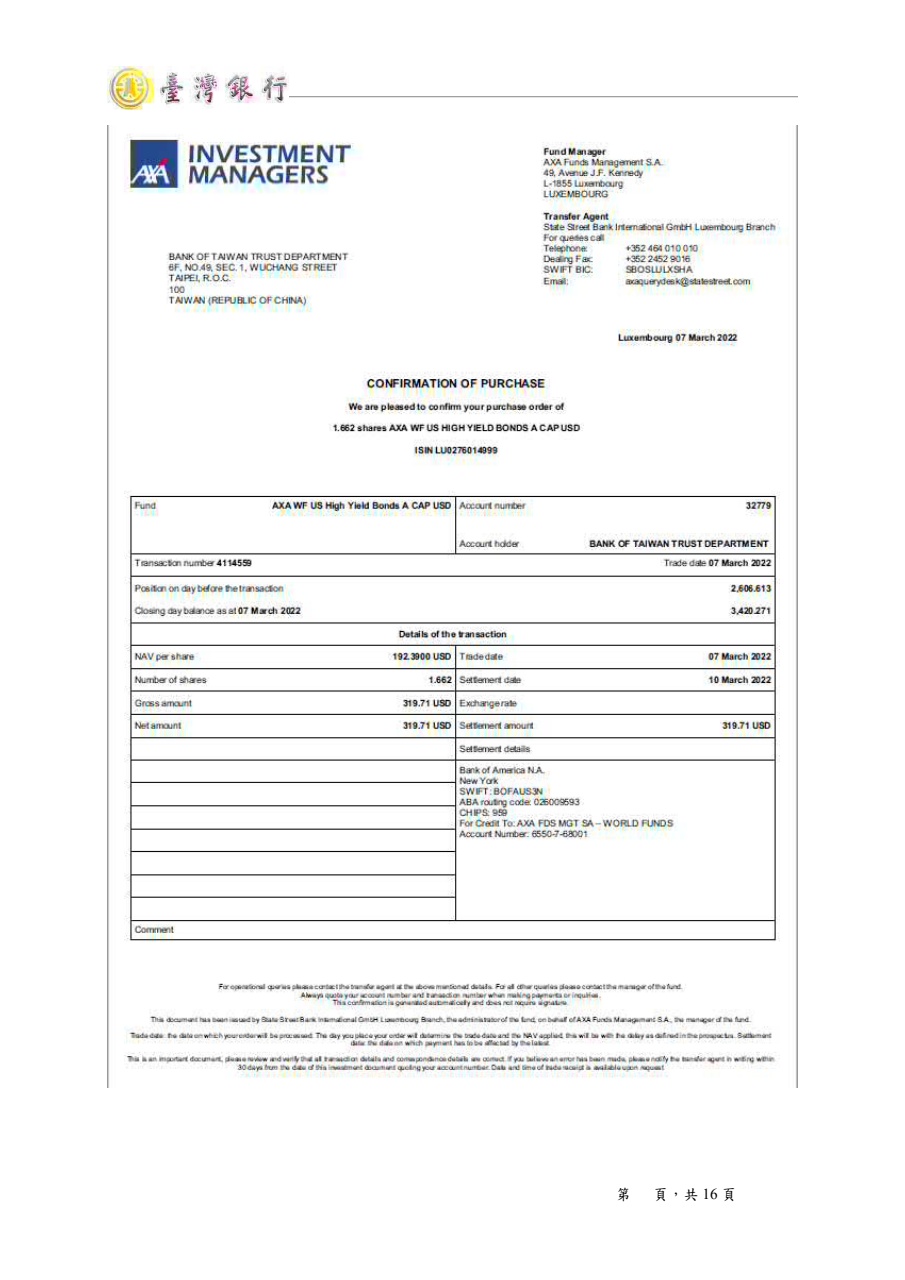 臺灣銀行
AXA
INVESTMENT
MANAGERS
Fund Manager
AXA Funds Management S.A.
49, Avenue J.F. Kennedy
L-1855 Luxembourg
LUXEMBOURG
Transfer Agent
State Street Bank International GmbH Luxembourg Branch
For queries call
Telephone: +352 464 010 010
Dealing Fax: +352 2452 9016
SWIFT BIC: SBOSLULXSHA
Email: axaquerydesk@statestreet.com
BANK OF TAIWAN TRUST DEPARTMENT
6F, NO.49, SEC. 1, WUCHANG STREET
TAIPEI, R.O.C.
100
TAIWAN (REPUBLIC OF CHINA)
Luxembourg 07 March 2022
CONFIRMATION OF PURCHASE
We are pleased to confirm your purchase order of
1.662 shares AXA WF US HIGH YIELD BONDS A CAP USD
ISIN LU0276014999
Fund AXA WF US High Yield Bonds A CAP USD Account number 32779
Account holder BANK OF TAIWAN TRUST DEPARTMENT
Transaction number 4114559 Trade date 07 March 2022
Position on day before the transaction 2,606.613
Closing day balance as at 07 March 2022 3,420.271
Details of the transaction
NAV per share 192.3900 USD Trade date 07 March 2022
Number of shares 1.662 Settlement date 10 March 2022
Gross amount 319.71 USD Exchange rate
Net amount 319.71 USD Settlement amount 319.71 USD
Settlement details
Bank of America N.A.
New York
SWIFT: BOFAUS3N
ABA routing code: 026009593
CHIPS: 959
For Credit To: AXA FDS MGT SA – WORLD FUNDS
Account Number: 6550-7-68001
Comment
For operational queries please contact the transfer agent at the above mentioned details. For all other queries please contact the manager of the fund.
Always quote your account number and transaction number when making payments or inquiries.
This confirmation is generated automatically and does not require signature.
This document has been issued by State Street Bank International GmbH Luxembourg Branch, the administrator of the fund, on behalf of AXA Funds Management S.A., the manager of the fund.
Trade date: the date on which your order will be processed. The day you place your order will determine the trade date and the NAV applied, this will be with the delay as defined in the prospectus. Settlement
date: the date on which payment has to be effected by the latest.
This is an important document, please review and verify that all transaction details and correspondence details are correct. If you believe an error has been made, please notify the transfer agent in writing within
30 days from the date of this investment document quoting your account number. Date and time of trade receipt is available upon request
第 頁，共 16 頁